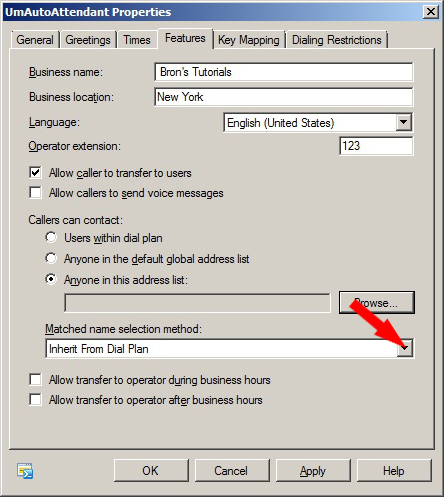 UmAutoAttendant Properties
General Greetings Times Features Key Mapping Dialing Restrictions
Business name: Bron's Tutorials
Business location: New York
Language: English (United States)
Operator extension: 123
Allow caller to transfer to users
Allow callers to send voice messages
Callers can contact:
Users within dial plan
Anyone in the default global address list
Anyone in this address list:
Browse...
Matched name selection method:
Inherit From Dial Plan
Allow transfer to operator during business hours
Allow transfer to operator after business hours
OK Cancel Apply Help